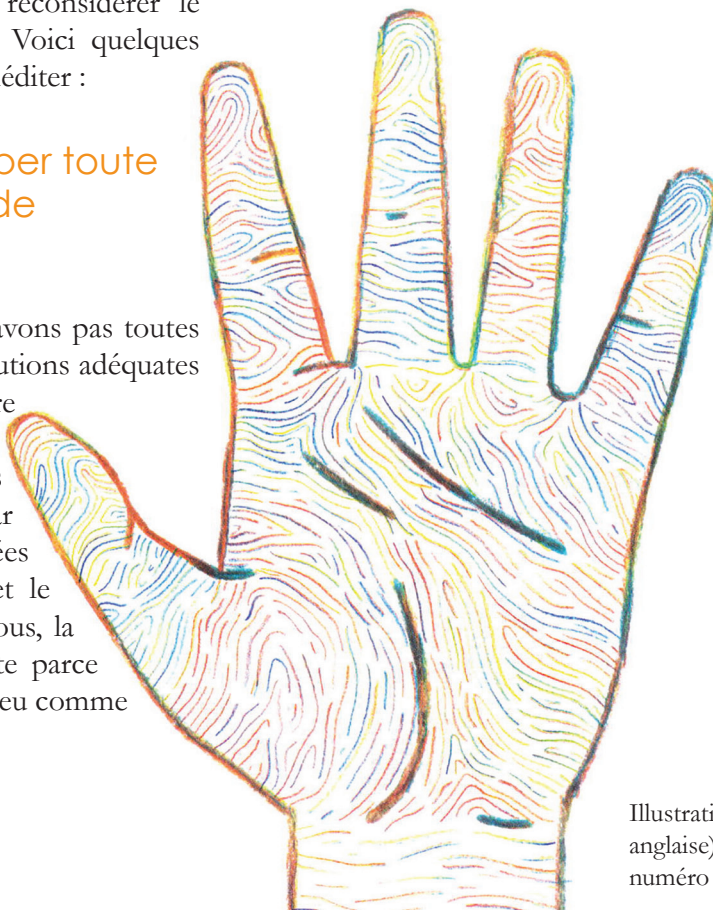 reconsidérer le
Voici quelques
éditer :
per toute
de
avons pas toutes
utions adéquates
re
s
ar
ées
et le
ous, la
te parce
eu comme
Illustrati
anglaise)
numéro